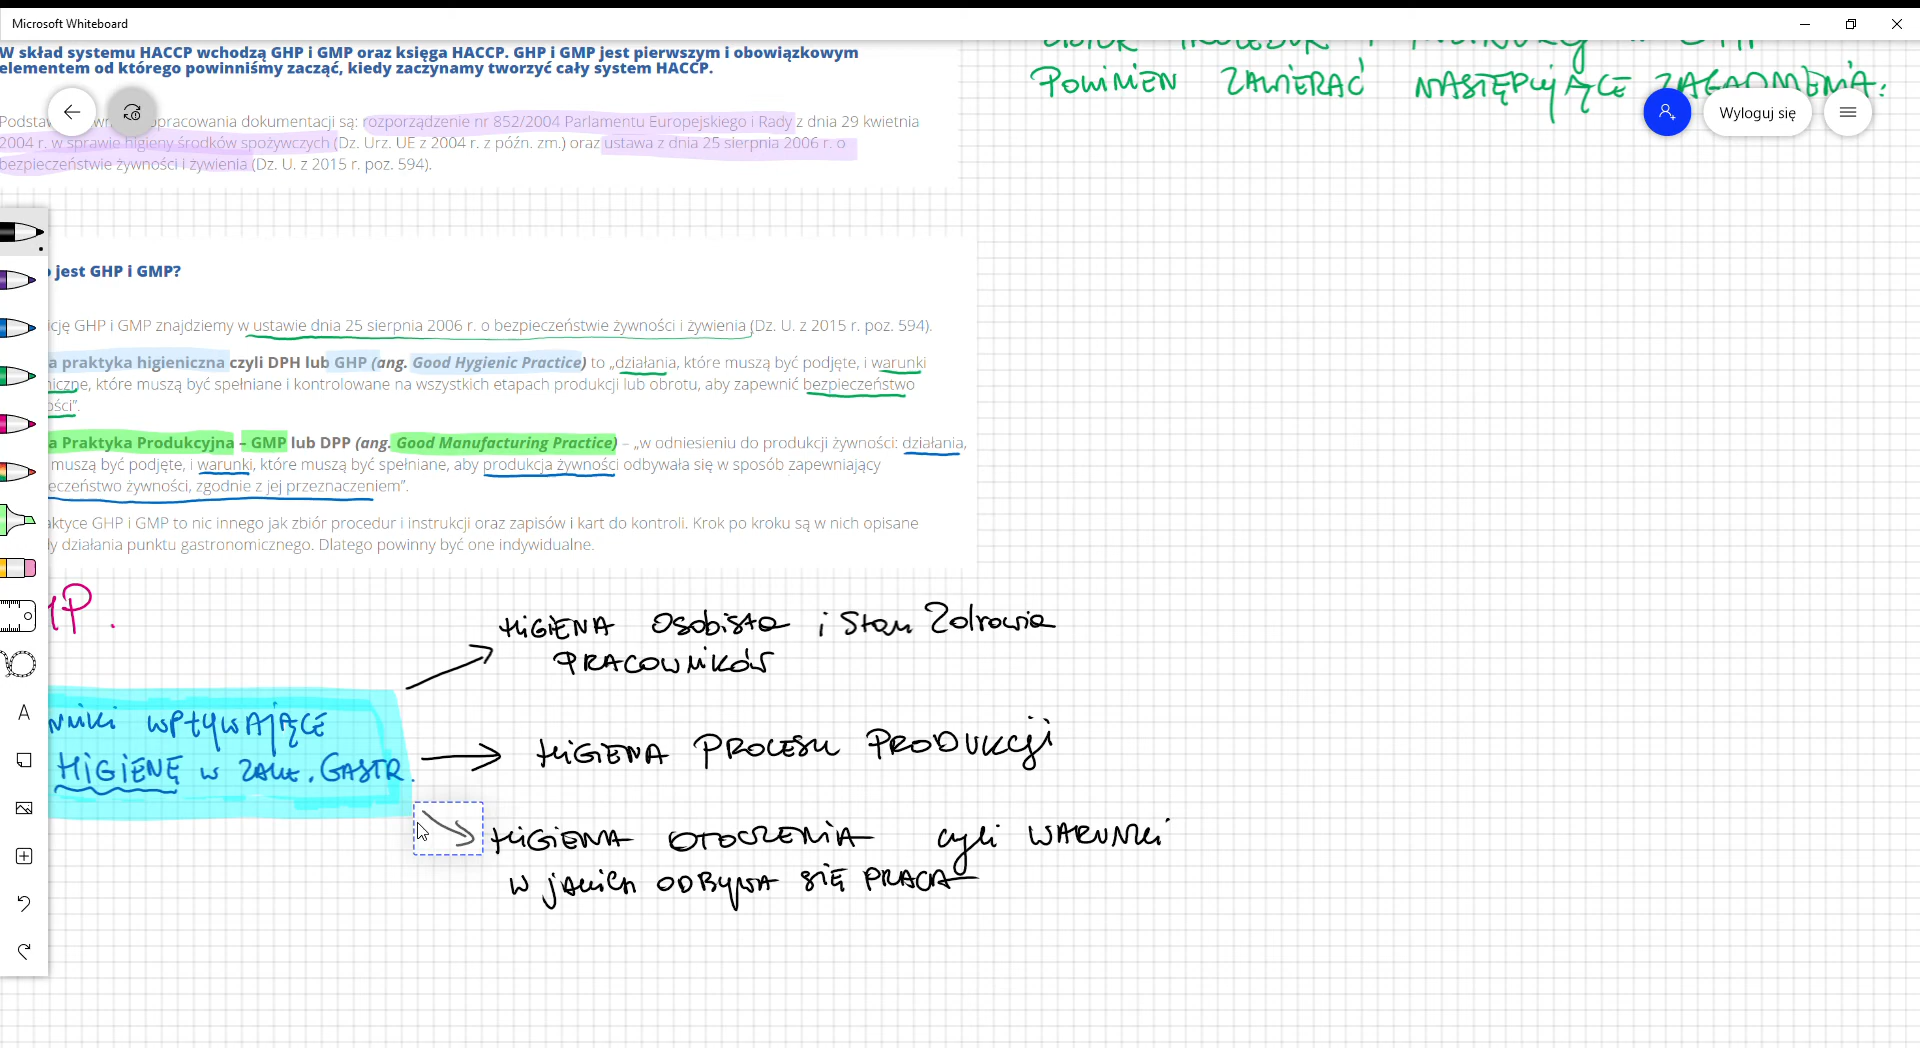 Microsoft Whiteboard
W skład systemu HACCP wchodzą GHP i GMP oraz księga HACCP. GHP i GMP jest pierwszym i obowiązkowym
elementem od którego powinniśmy zacząć, kiedy zaczynamy tworzyć cały system HACCP.
POWINIEN ZAWIERAĆ NASTĘPUJĄCE ZAGADNIENIA:
Wyloguj się
opracowania dokumentacji są: rozporządzenie nr 852/2004 Parlamentu Europejskiego i Rady z dnia 29 kwietnia
2004 r. w sprawie higieny środków spożywczych (Dz. Urz. UE z 2004 r. z późn. zm.) oraz ustawa z dnia 25 sierpnia 2006 r. o
bezpieczeństwie żywności i żywienia (Dz. U. z 2015 r. poz. 594).
jest GHP i GMP?
cję GHP i GMP znajdziemy w ustawie dnia 25 sierpnia 2006 r. o bezpieczeństwie żywności i żywienia (Dz. U. z 2015 r. poz. 594).
a praktyka higieniczna czyli DPH lub GHP (ang. Good Hygienic Practice) to „działania, które muszą być podjęte, i warunki
niczne, które muszą być spełniane i kontrolowane na wszystkich etapach produkcji lub obrotu, aby zapewnić bezpieczeństwo
ości”.
a Praktyka Produkcyjna – GMP lub DPP (ang. Good Manufacturing Practice) – „w odniesieniu do produkcji żywności: działania,
muszą być podjęte, i warunki, które muszą być spełniane, aby produkcja żywności odbywała się w sposób zapewniający
eczeństwo żywności, zgodnie z jej przeznaczeniem”.
aktyce GHP i GMP to nic innego jak zbiór procedur i instrukcji oraz zapisów i kart do kontroli. Krok po kroku są w nich opisane
y działania punktu gastronomicznego. Dlatego powinny być one indywidualne.
P.
HIGIENA Osobista i Stan Zdrowia
PRACOWNIKÓW
nniki WPŁYWAJĄCE
HIGIENĘ w ZAKŁ. GASTR.
HIGIENA PROCESU PRODUKCji
HIGIENA OTOCZENIA czyli WARUNKi
w jakich ODBYWA SIĘ PRACA
A